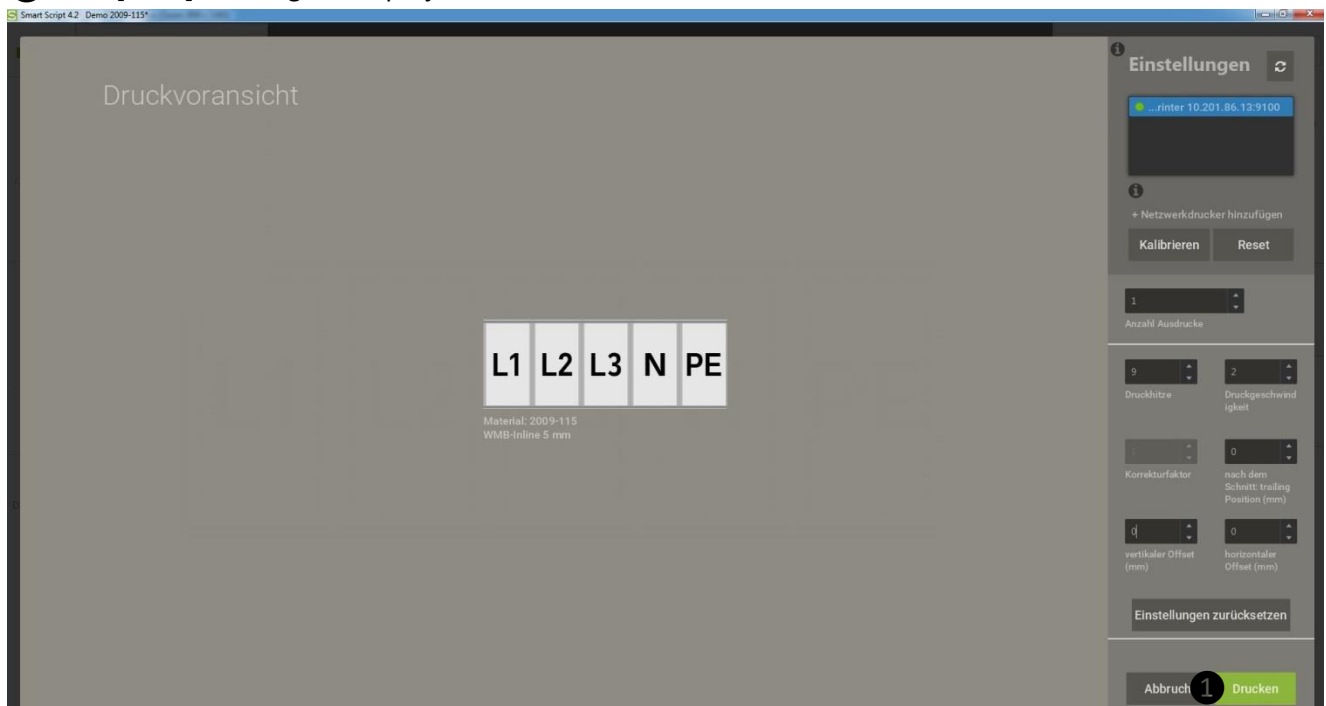 Smart Script 4.2 Demo 2009-115*
Druckvoransicht
L1 L2 L3 N PE
Material: 2009-115
WMB-Inline 5 mm
Einstellungen
...rinter 10.201.86.13:9100
+ Netzwerkdrucker hinzufügen
Kalibrieren Reset
1
Anzahl Ausdrucke
9 2
Druckhitze Druckgeschwind
igkeit
0
Korrekturfaktor nach dem
Schnitt: trailing
Position (mm)
0 0
vertikaler Offset horizontaler
(mm) Offset (mm)
Einstellungen zurücksetzen
Abbruch 1 Drucken